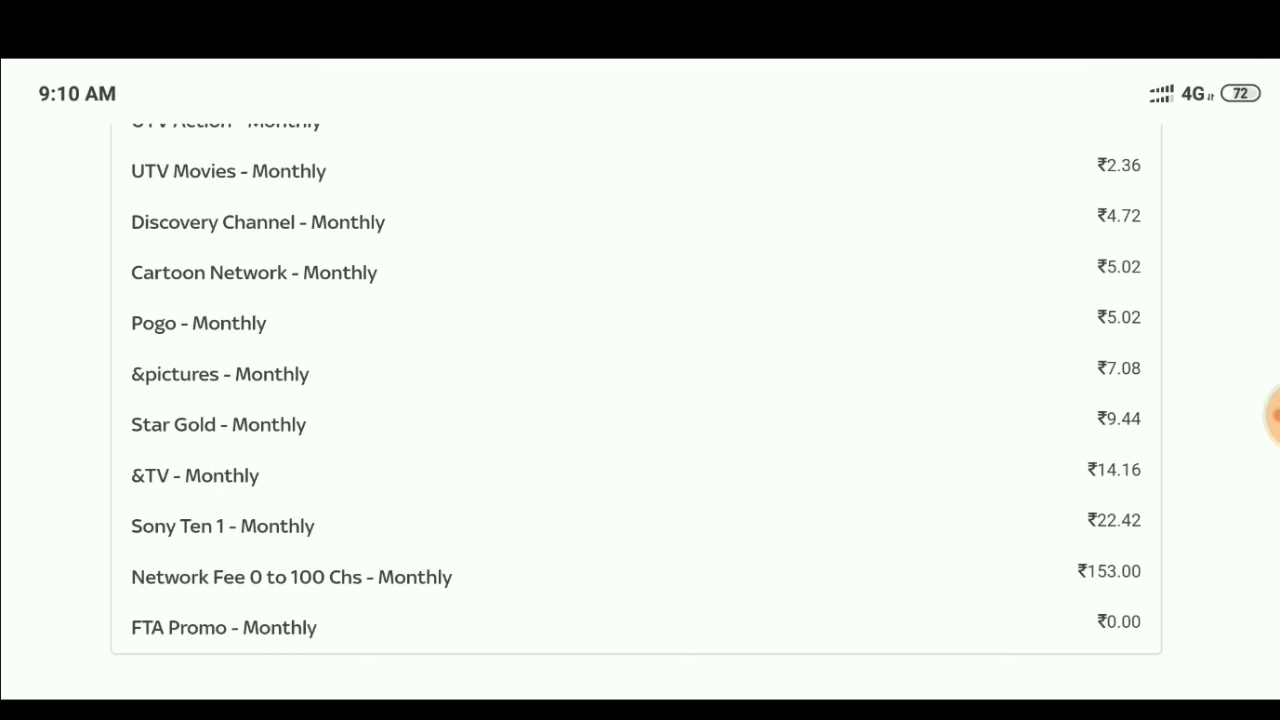 9:10 AM
4G 72
UTV Action - Monthly
UTV Movies - Monthly ₹2.36
Discovery Channel - Monthly ₹4.72
Cartoon Network - Monthly ₹5.02
Pogo - Monthly ₹5.02
&pictures - Monthly ₹7.08
Star Gold - Monthly ₹9.44
&TV - Monthly ₹14.16
Sony Ten 1 - Monthly ₹22.42
Network Fee 0 to 100 Chs - Monthly ₹153.00
FTA Promo - Monthly ₹0.00